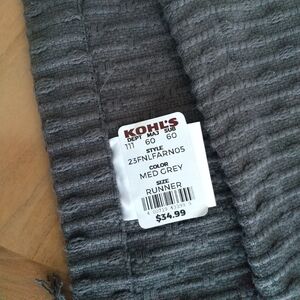 KOHL'S
DEPT MAJ SUB
111 60 60
STYLE
23FNLFARN05
COLOR
MED GREY
SIZE
RUNNER
$34.99